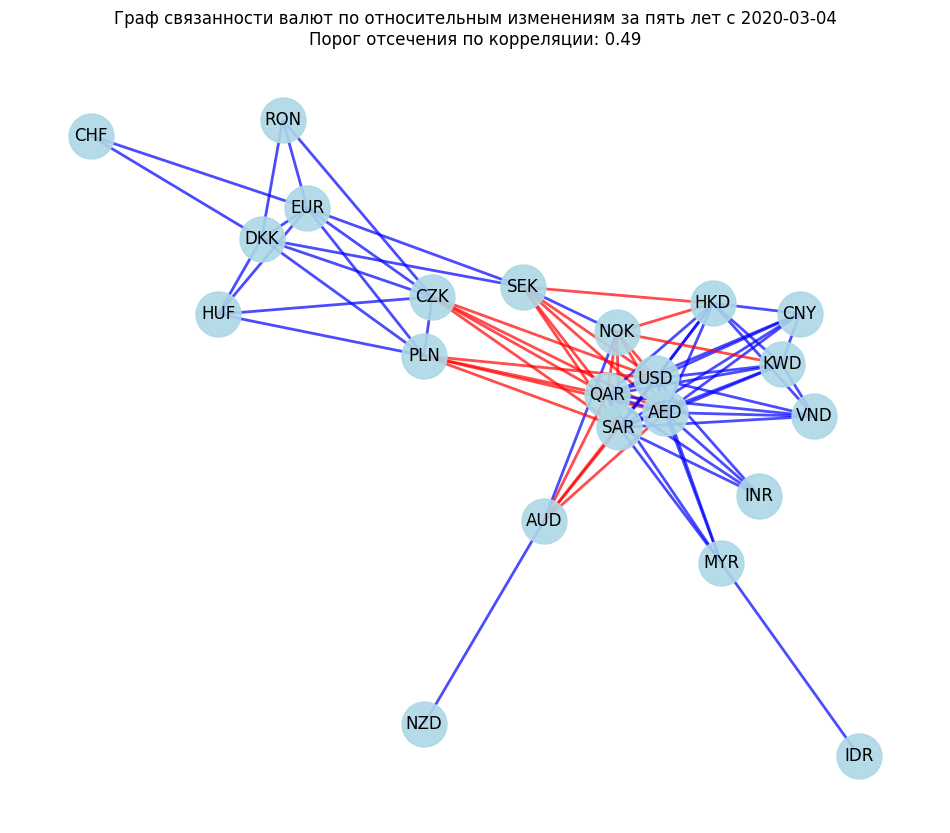 Граф связанности валют по относительным изменениям за пять лет с 2020-03-04
Порог отсечения по корреляции: 0.49
RON
CHF
EUR
DKK
SEK
CZK
HKD
HUF
CNY
NOK
PLN
KWD
USD
QAR
AED
VND
SAR
INR
AUD
MYR
NZD
IDR